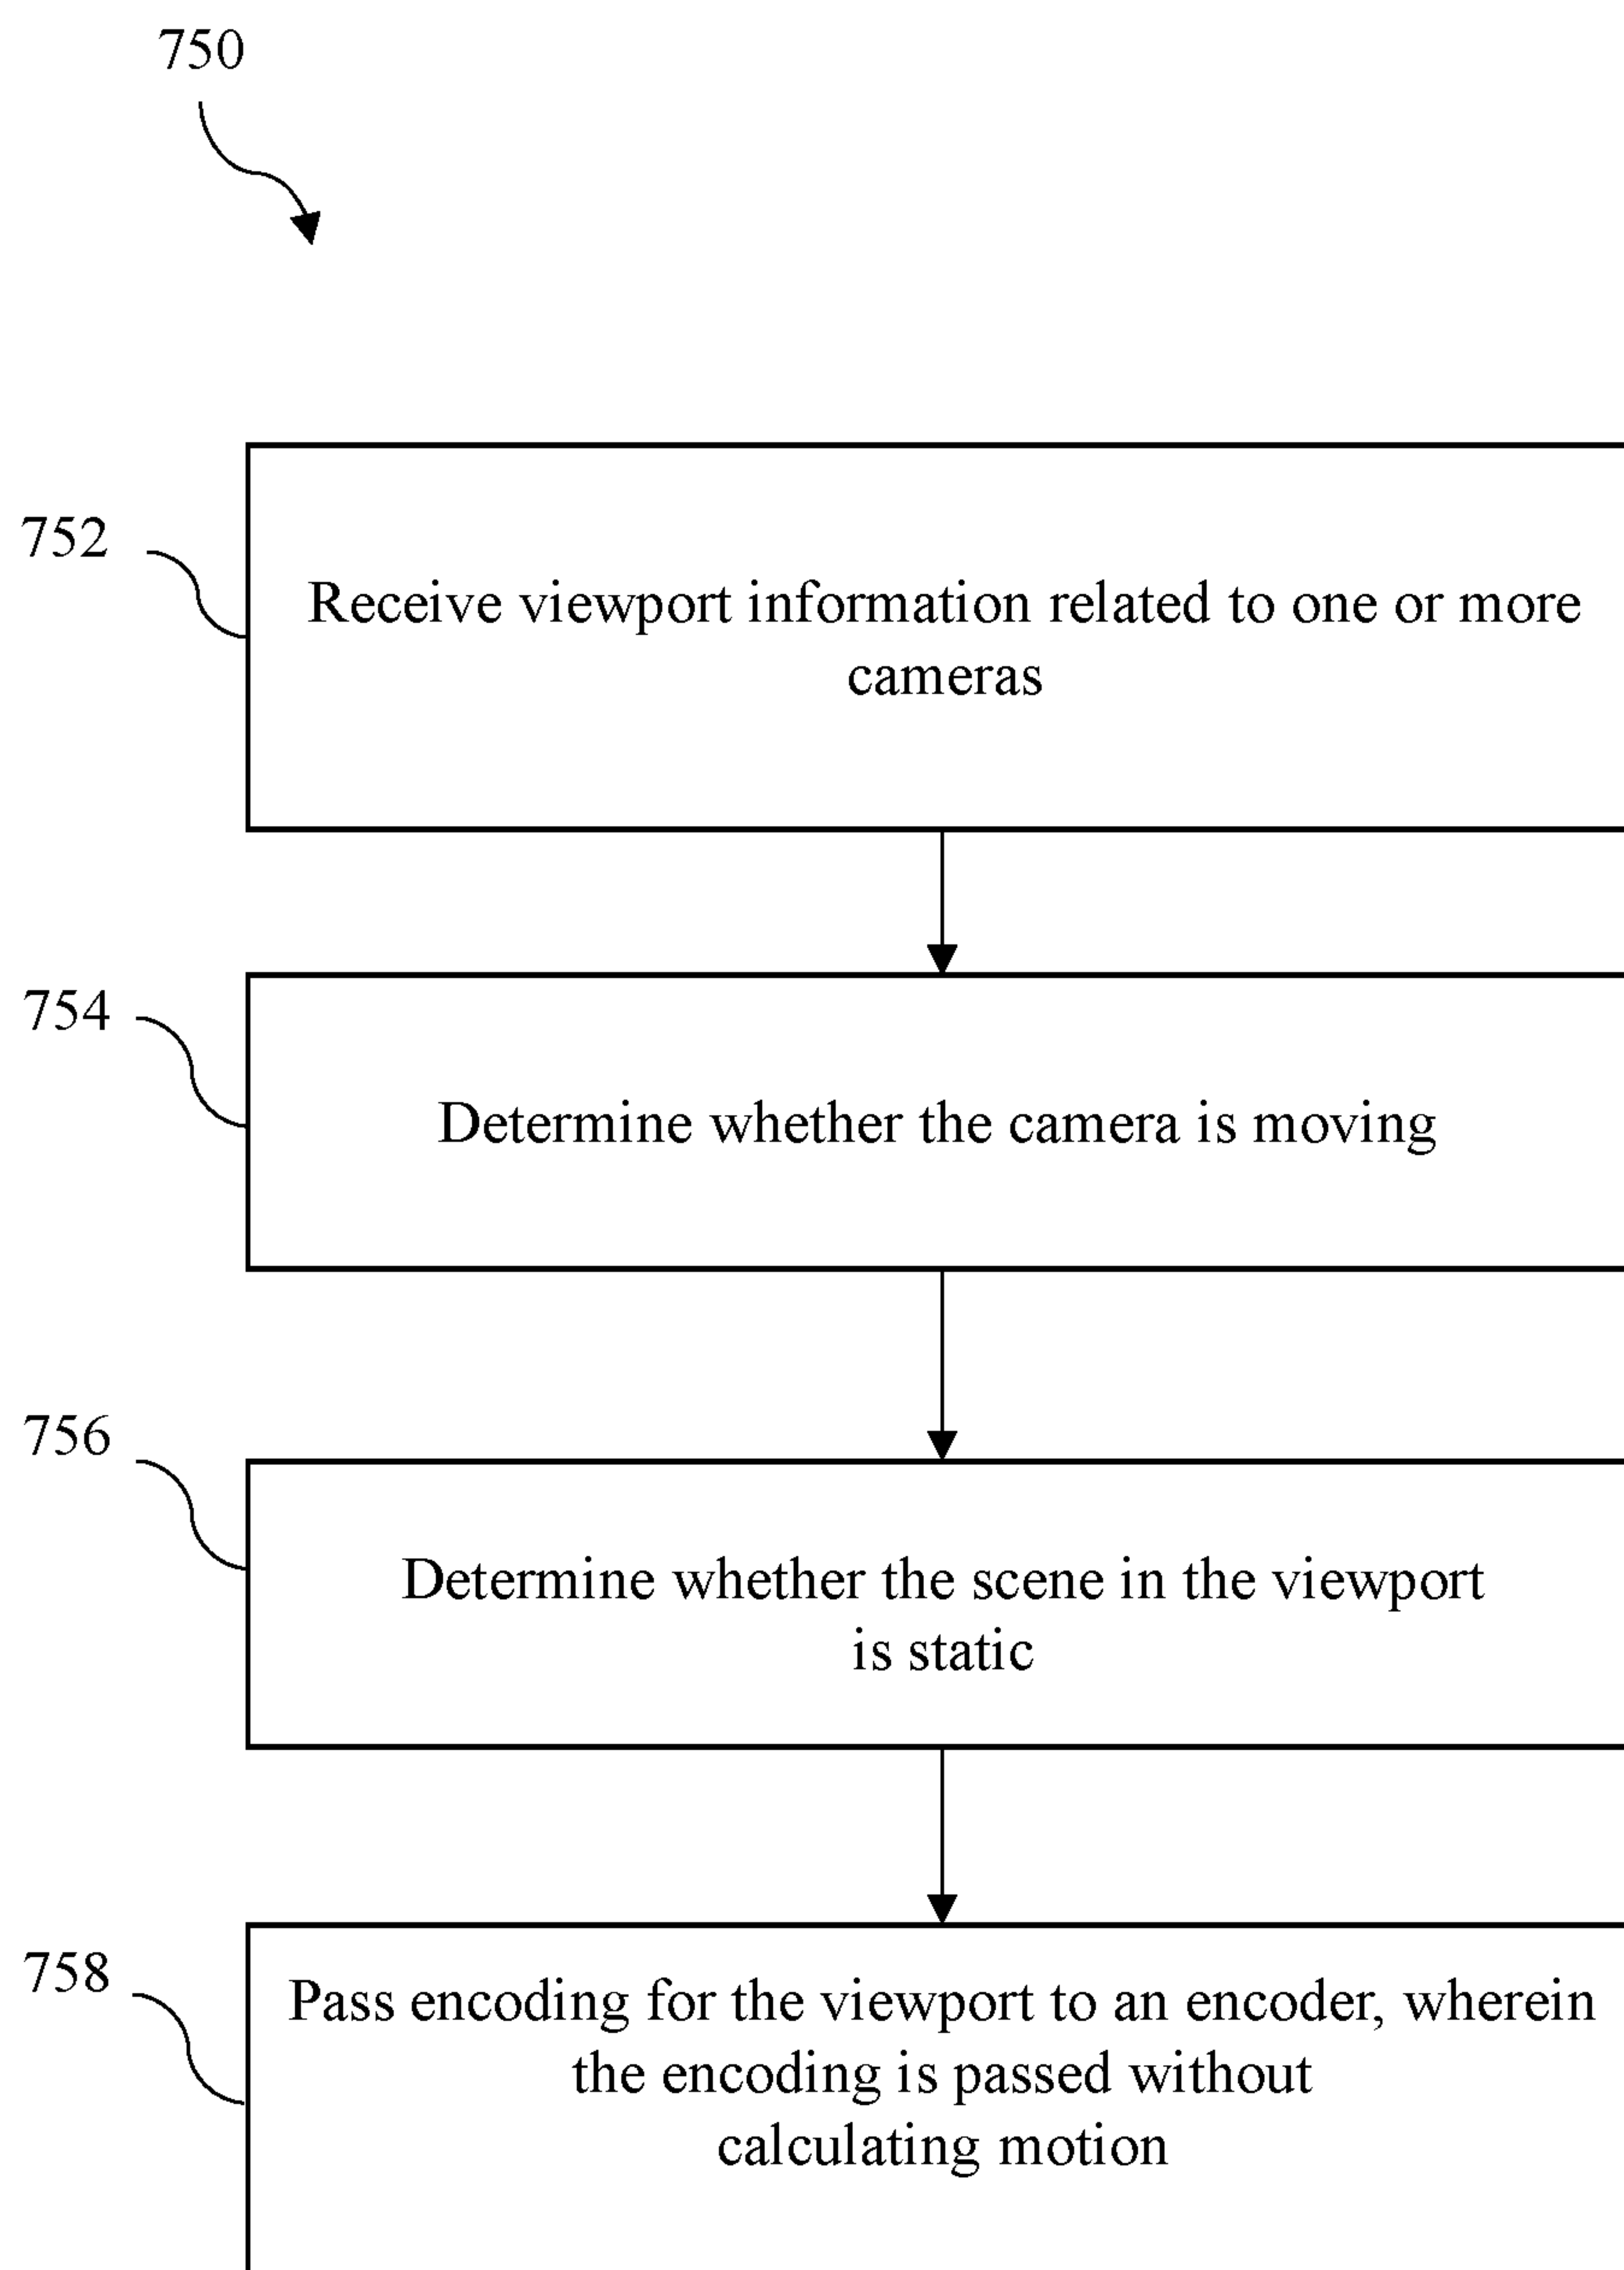 750
752
Receive viewport information related to one or more
cameras
754
Determine whether the camera is moving
756
Determine whether the scene in the viewport
is static
758
Pass encoding for the viewport to an encoder, wherein
the encoding is passed without
calculating motion